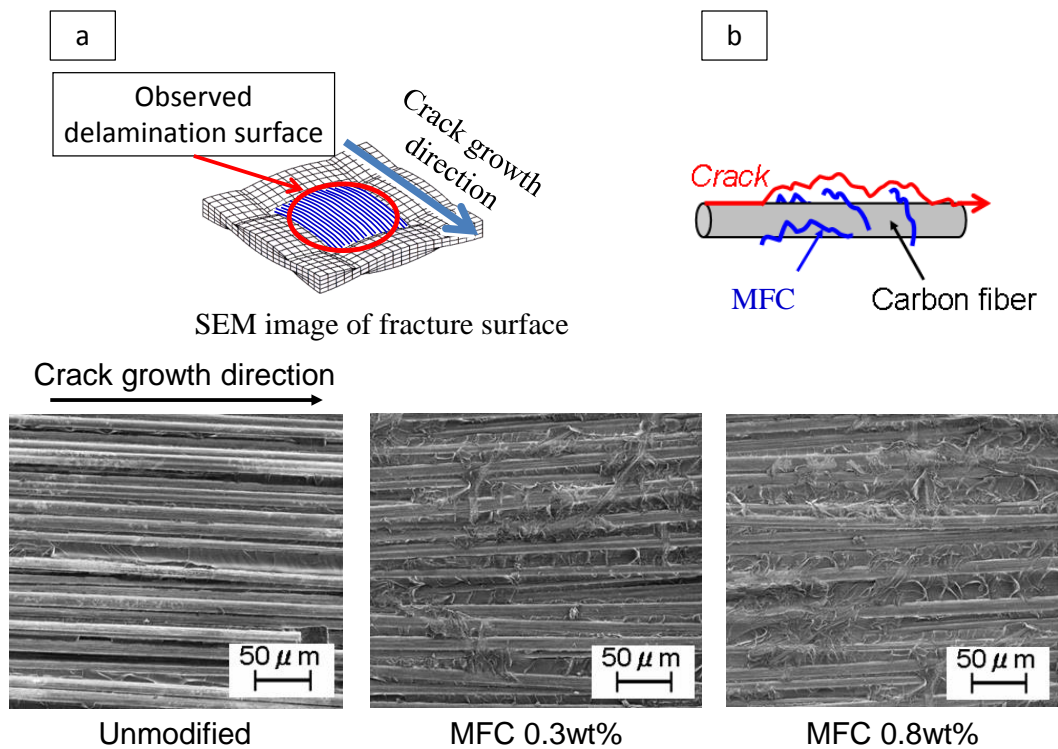 a
b
Observed
delamination surface
Crack growth
direction
Crack
MFC
Carbon fiber
SEM image of fracture surface
Crack growth direction
50 μm
50 μm
50 μm
Unmodified
MFC 0.3wt%
MFC 0.8wt%